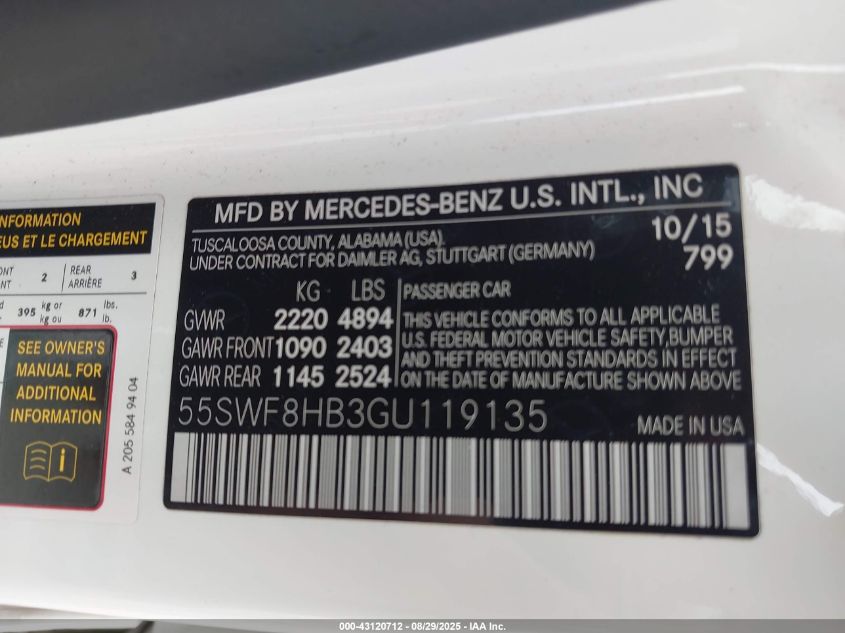 INFORMATION
EUS ET LE CHARGEMENT
2 REAR ARRIÈRE 3
395 kg or kg ou 871 lbs. lb.
SEE OWNER'S
MANUAL FOR
ADDITIONAL
INFORMATION
A 205 584 94 04
MFD BY MERCEDES-BENZ U.S. INTL., INC
TUSCALOOSA COUNTY, ALABAMA (USA). 10/15
UNDER CONTRACT FOR DAIMLER AG, STUTTGART (GERMANY) 799
KG LBS PASSENGER CAR
GVWR 2220 4894 THIS VEHICLE CONFORMS TO ALL APPLICABLE
U.S. FEDERAL MOTOR VEHICLE SAFETY,BUMPER
GAWR FRONT 1090 2403 AND THEFT PREVENTION STANDARDS IN EFFECT
GAWR REAR 1145 2524 ON THE DATE OF MANUFACTURE SHOWN ABOVE
55SWF8HB3GU119135 MADE IN USA
000-43120712 - 08/29/2025 - IAA Inc.